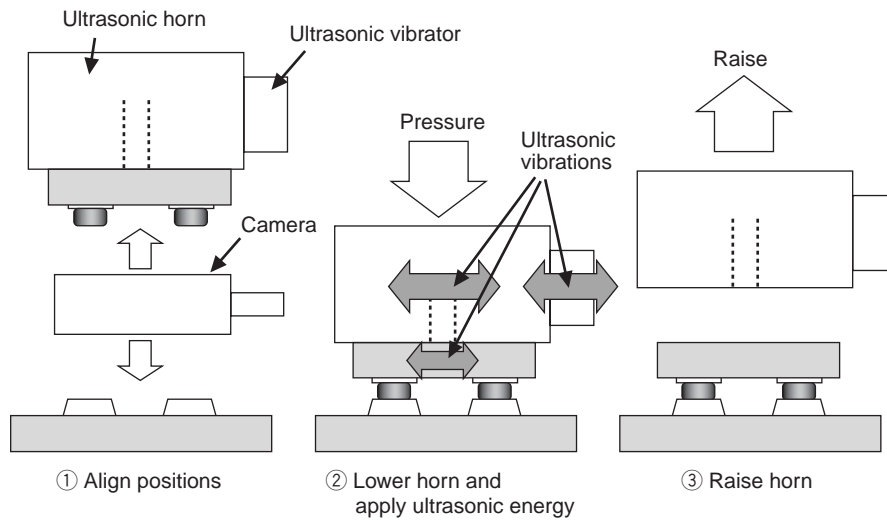 Ultrasonic horn
Ultrasonic vibrator
Camera
① Align positions
Pressure
Ultrasonic
vibrations
② Lower horn and
apply ultrasonic energy
Raise
③ Raise horn